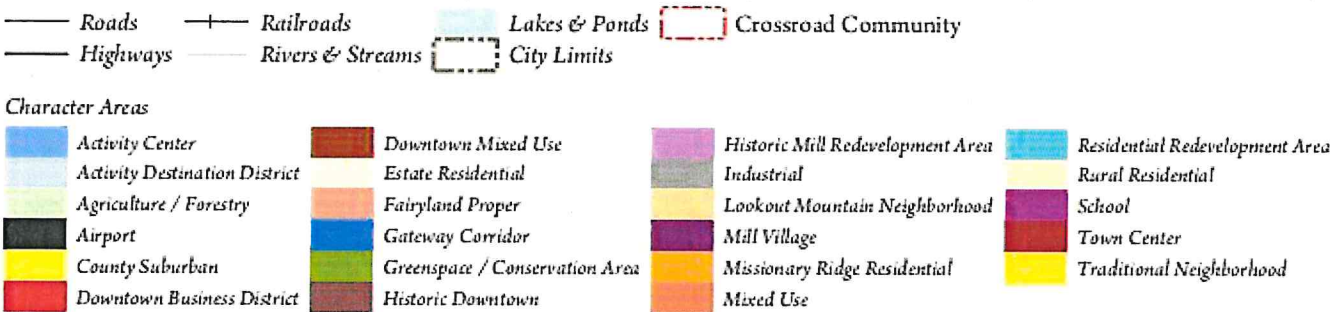 Roads Railroads Lakes & Ponds Crossroad Community
Highways Rivers & Streams City Limits
Character Areas
Activity Center Downtown Mixed Use Historic Mill Redevelopment Area Residential Redevelopment Area
Activity Destination District Estate Residential Industrial Rural Residential
Agriculture / Forestry Fairyland Proper Lookout Mountain Neighborhood School
Airport Gateway Corridor Mill Village Town Center
County Suburban Greenspace / Conservation Area Missionary Ridge Residential Traditional Neighborhood
Downtown Business District Historic Downtown Mixed Use